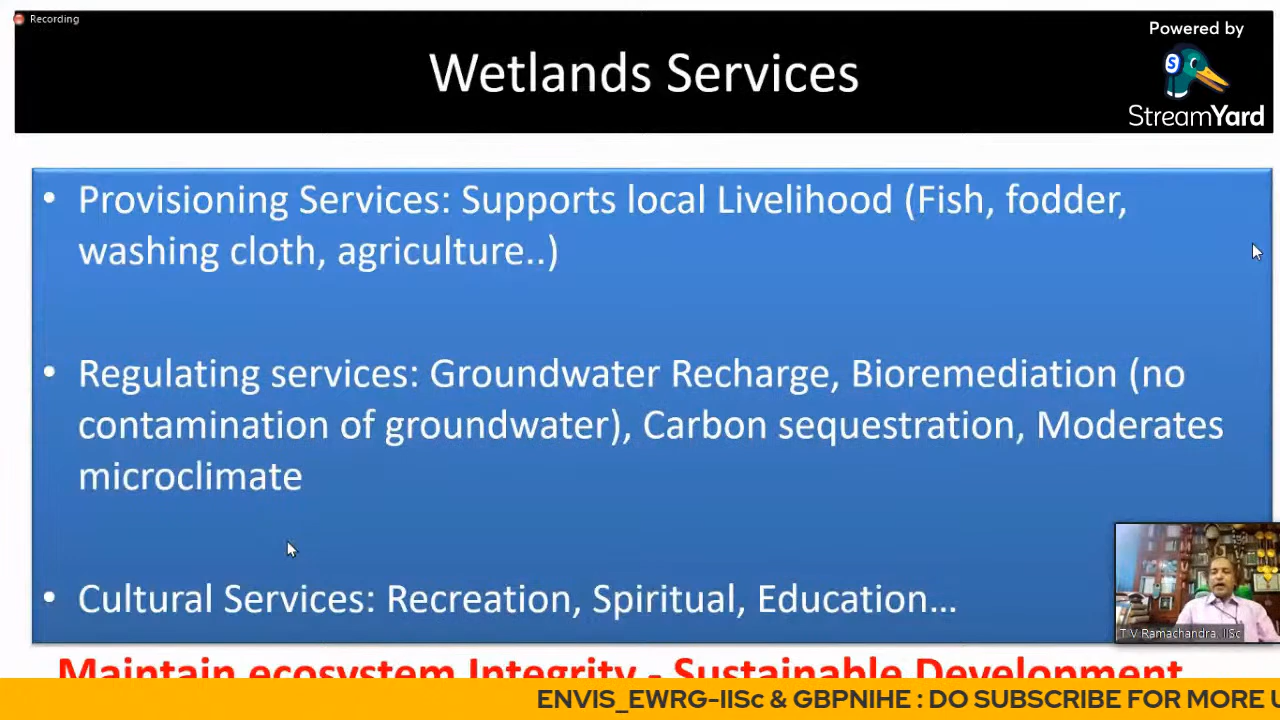 Recording
Powered by
StreamYard
Wetlands Services
• Provisioning Services: Supports local Livelihood (Fish, fodder,
washing cloth, agriculture..)
• Regulating services: Groundwater Recharge, Bioremediation (no
contamination of groundwater), Carbon sequestration, Moderates
microclimate
• Cultural Services: Recreation, Spiritual, Education...
T V Ramachandra, IISc
Maintain ecosystem Integrity - Sustainable Development
ENVIS_EWRG-IISc & GBPNIHE : DO SUBSCRIBE FOR MORE